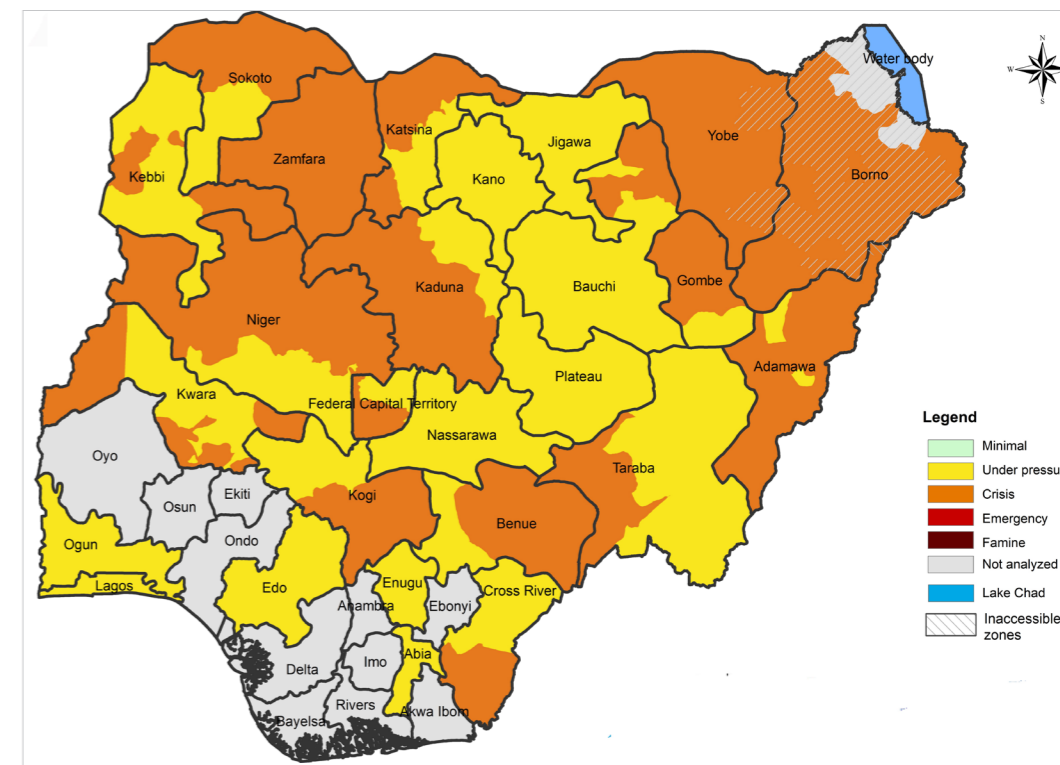 Water body
N
W
E
S
Sokoto
Katsina
Yobe
Jigawa
Zamfara
Kano
Borno
Kebbi
Gombe
Kaduna
Bauchi
Niger
Adamawa
Plateau
Kwara
Federal Capital Territory
Nassarawa
Oyo
Taraba
Kogi
Ekiti
Osun
Benue
Ondo
Ogun
Lagos
Edo
Enugu
Cross River
Anambra
Ebonyi
Abia
Imo
Delta
Rivers
Akwa Ibom
Bayelsa
Legend
Minimal
Under pressu
Crisis
Emergency
Famine
Not analyzed
Lake Chad
Inaccessible
zones